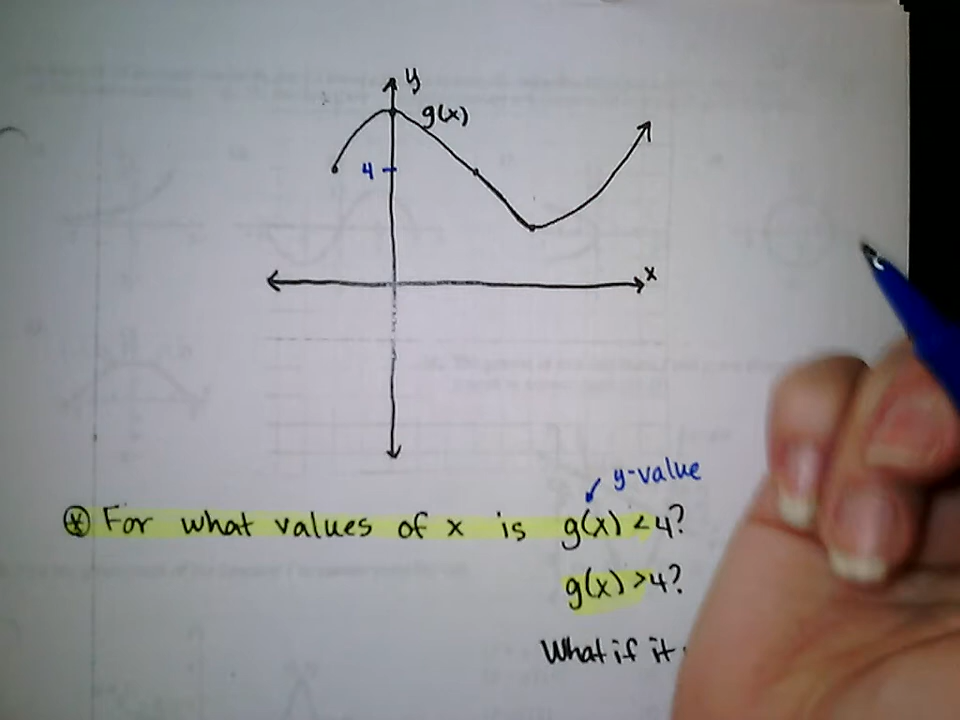 y
g(x)
4
x
y-value
For what values of x is g(x) < 4?
g(x) > 4?
What if it